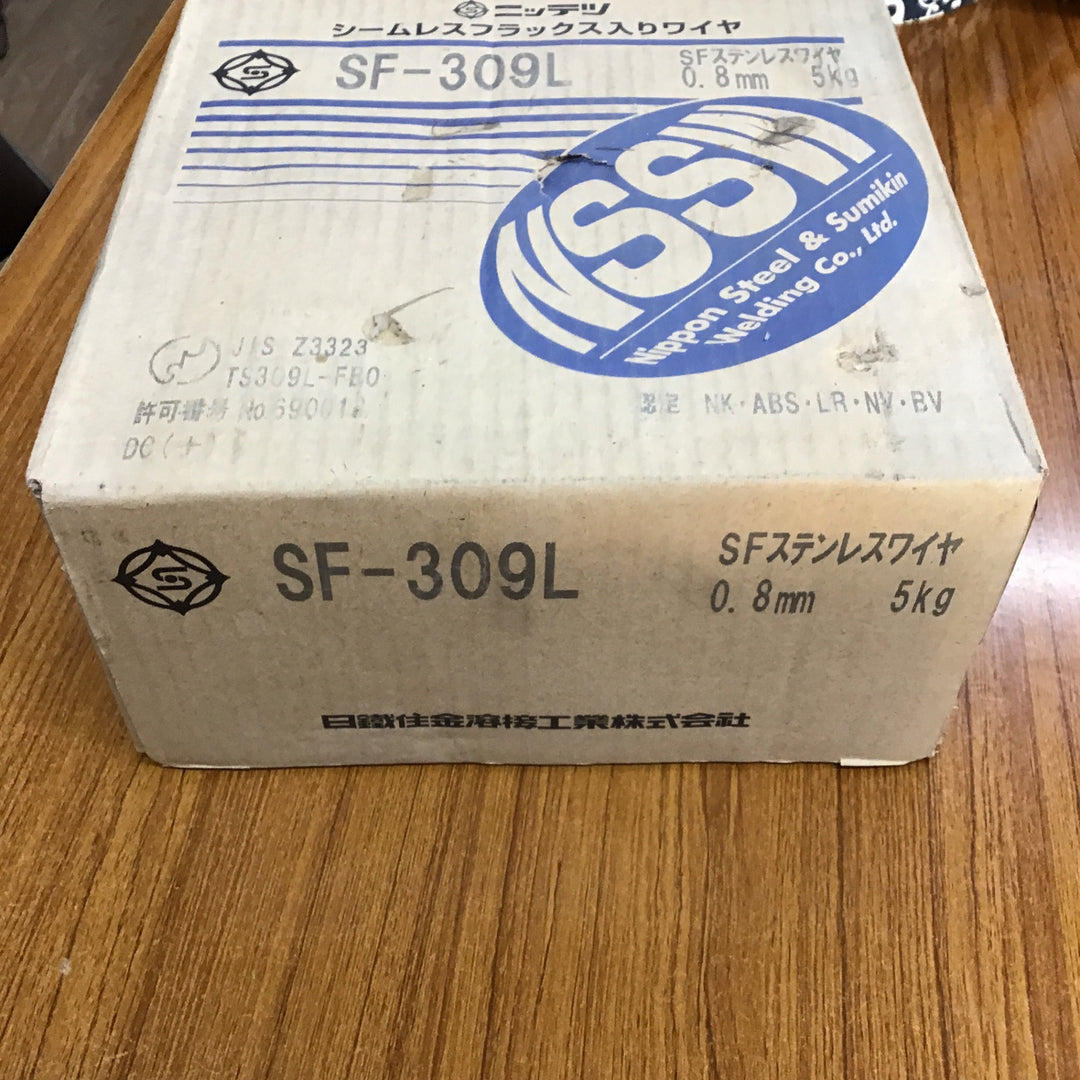 ニッテツ
シームレスフラックス入りワイヤ
SF-309L
SFステンレスワイヤ
0.8mm 5kg
NSSW
Nippon Steel & Sumikin
Welding Co., Ltd.
JIS Z3323
TS309L-FB0
許可番号 No 690012
DC(+)
認定 NK・ABS・LR・NV・BV
SF-309L
SFステンレスワイヤ
0.8mm 5kg
日鐵住金溶接工業株式会社